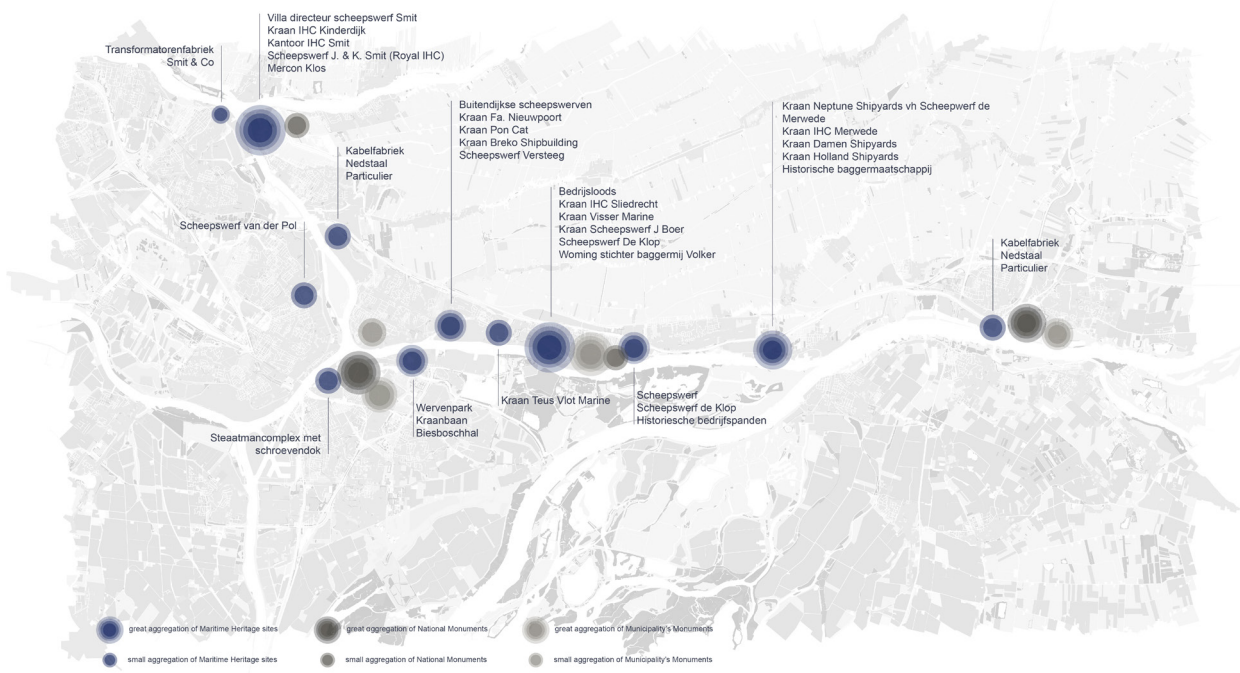 Villa directeur scheepswerf Smit
Kraan IHC Kinderdijk
Kantoor IHC Smit
Scheepswerf J. & K. Smit (Royal IHC)
Mercon Klos
Transformatorenfabriek
Smit & Co
Buitendijkse scheepswerven
Kraan Fa. Nieuwpoort
Kraan Pon Cat
Kraan Breko Shipbuilding
Scheepswerf Versteeg
Kraan Neptune Shipyards vh Scheepwerf de
Merwede
Kraan IHC Merwede
Kraan Damen Shipyards
Kraan Holland Shipyards
Historische baggermaatschappij
Kabelfabriek
Nedstaal
Particulier
Bedrijsloods
Kraan IHC Sliedrecht
Kraan Visser Marine
Kraan Scheepswerf J Boer
Scheepswerf De Klop
Woming stichter baggermij Volker
Scheepswerf van der Pol
Kabelfabriek
Nedstaal
Particulier
Kraan Teus Vlot Marine
Scheepswerf
Scheepswerf de Klop
Historiesche bedrijfspanden
Wervenpark
Kraanbaan
Biesboschhal
Steaatmancomplex met
schroevendok
great aggregation of Maritime Heritage sites
great aggregation of National Monuments
great aggregation of Municipality's Monuments
small aggregation of Maritime Heritage sites
small aggregation of National Monuments
small aggregation of Municipality's Monuments